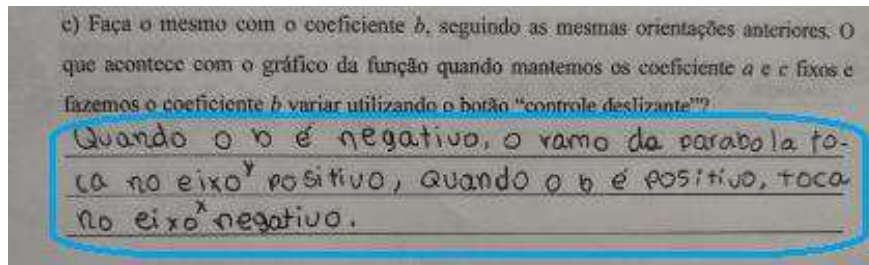 c) Faça o mesmo com o coeficiente b, seguindo as mesmas orientações anteriores. O
que acontece com o gráfico da função quando mantemos os coeficiente a e c fixos e
fazemos o coeficiente b variar utilizando o botão “controle deslizante”?
Quando o b é negativo, o ramo da parabola to-
ca no eixo y positivo, Quando o b é positivo, toca
no eixo x negativo.